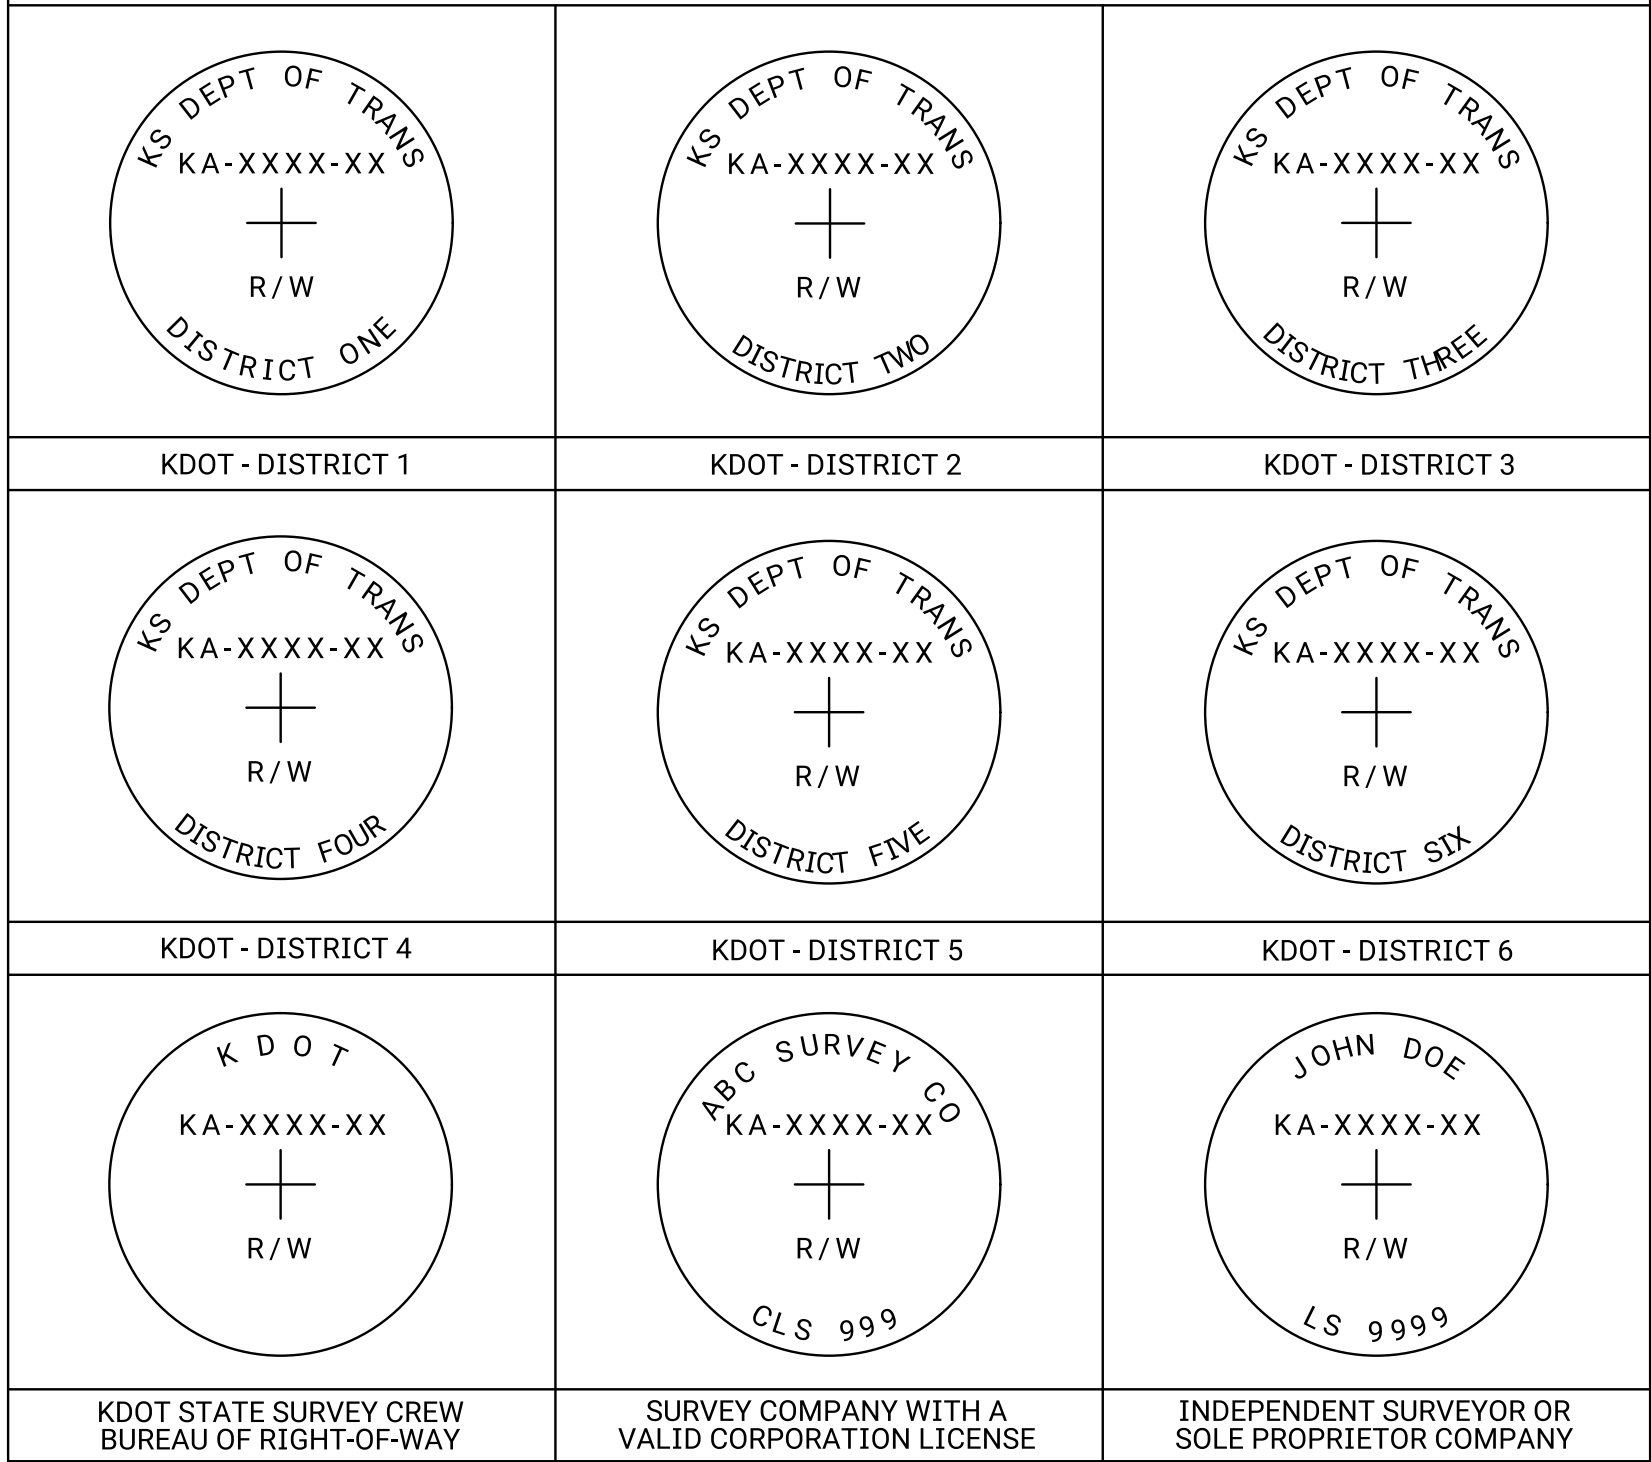 KS DEPT OF TRANS
KA-XXXX-XX
R/W
DISTRICT ONE
KDOT - DISTRICT 1
KS DEPT OF TRANS
KA-XXXX-XX
R/W
DISTRICT TWO
KDOT - DISTRICT 2
KS DEPT OF TRANS
KA-XXXX-XX
R/W
DISTRICT THREE
KDOT - DISTRICT 3
KS DEPT OF TRANS
KA-XXXX-XX
R/W
DISTRICT FOUR
KDOT - DISTRICT 4
KS DEPT OF TRANS
KA-XXXX-XX
R/W
DISTRICT FIVE
KDOT - DISTRICT 5
KS DEPT OF TRANS
KA-XXXX-XX
R/W
DISTRICT SIX
KDOT - DISTRICT 6
KDOT
KA-XXXX-XX
R/W
KDOT STATE SURVEY CREW
BUREAU OF RIGHT-OF-WAY
ABC SURVEY CO
KA-XXXX-XX
R/W
CLS 999
SURVEY COMPANY WITH A
VALID CORPORATION LICENSE
JOHN DOE
KA-XXXX-XX
R/W
LS 9999
INDEPENDENT SURVEYOR OR
SOLE PROPRIETOR COMPANY